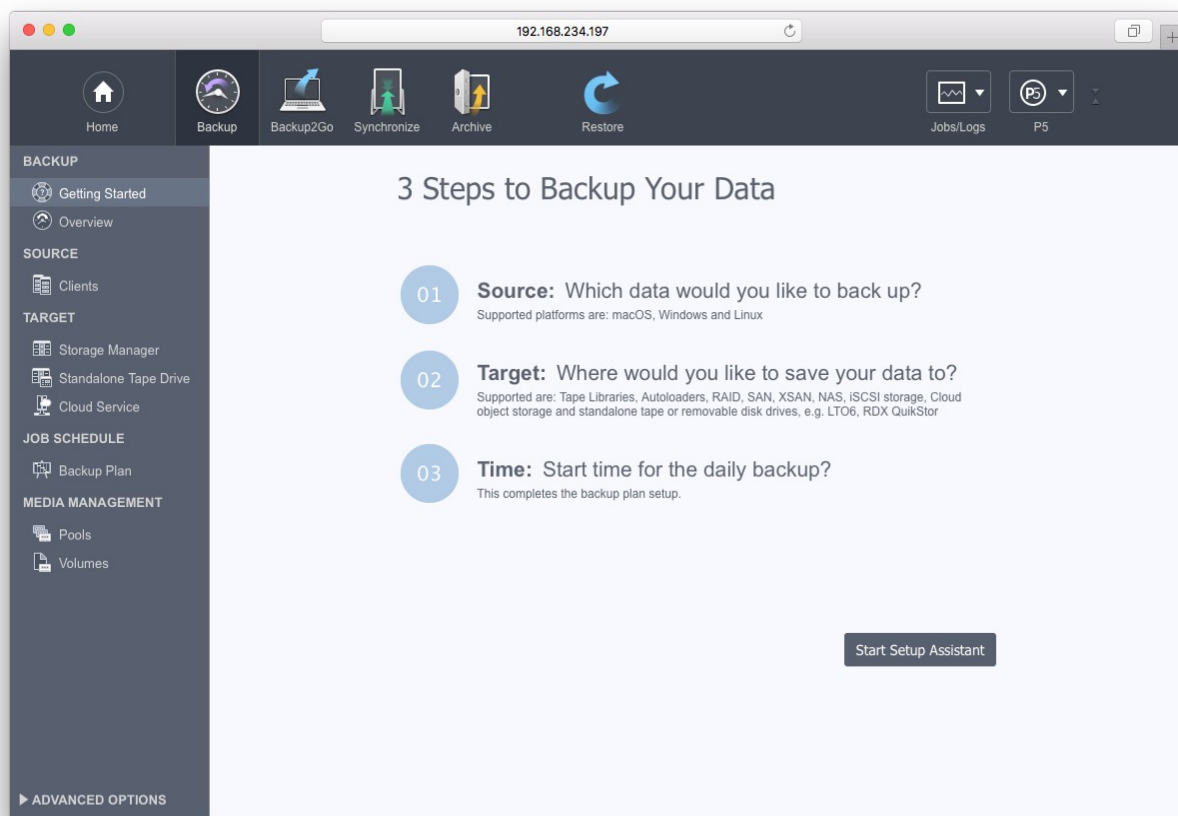 192.168.234.197
Home
Backup
Backup2Go
Synchronize
Archive
Restore
Jobs/Logs
P5
P5
BACKUP
Getting Started
Overview
SOURCE
Clients
TARGET
Storage Manager
Standalone Tape Drive
Cloud Service
JOB SCHEDULE
Backup Plan
MEDIA MANAGEMENT
Pools
Volumes
ADVANCED OPTIONS
3 Steps to Backup Your Data
01
Source: Which data would you like to back up?
Supported platforms are: macOS, Windows and Linux
02
Target: Where would you like to save your data to?
Supported are: Tape Libraries, Autoloaders, RAID, SAN, XSAN, NAS, iSCSI storage, Cloud
object storage and standalone tape or removable disk drives, e.g. LTO6, RDX QuikStor
03
Time: Start time for the daily backup?
This completes the backup plan setup.
Start Setup Assistant